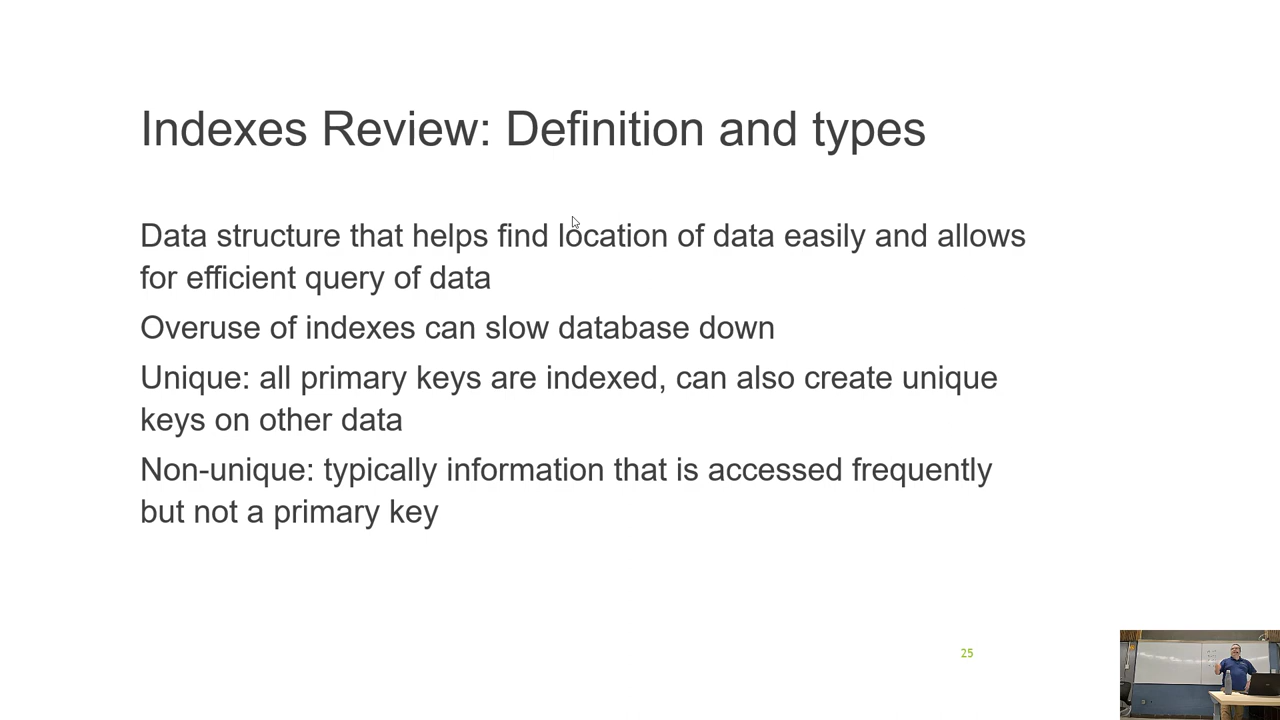 Indexes Review: Definition and types
Data structure that helps find location of data easily and allows
for efficient query of data
Overuse of indexes can slow database down
Unique: all primary keys are indexed, can also create unique
keys on other data
Non-unique: typically information that is accessed frequently
but not a primary key
25